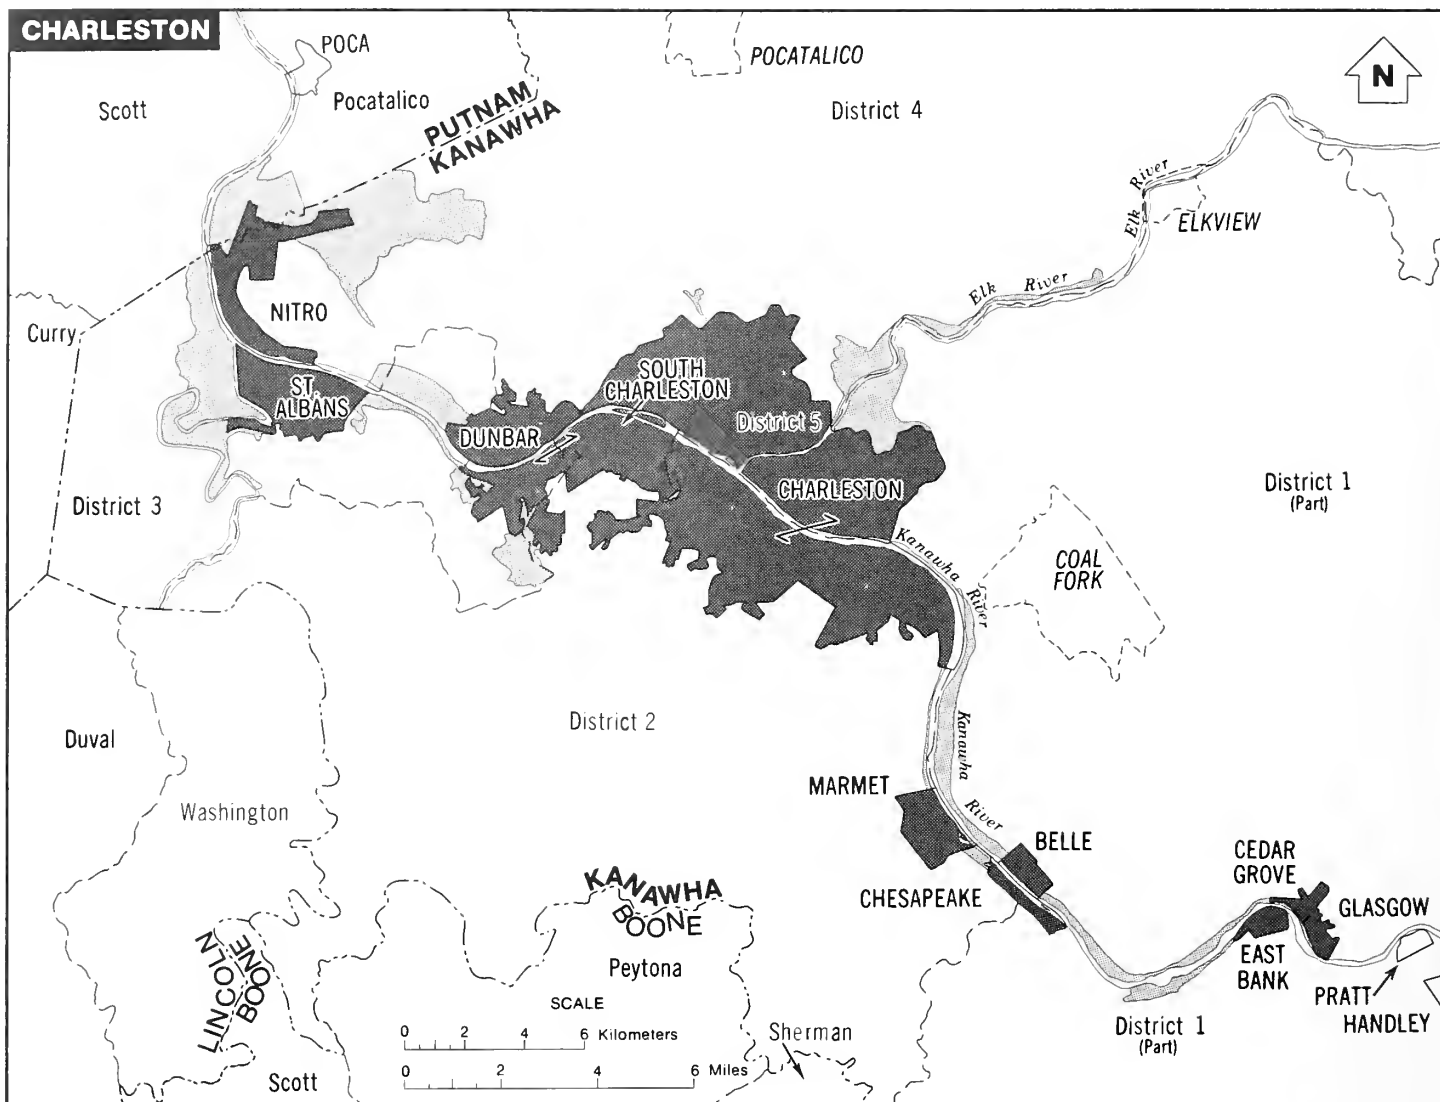 CHARLESTON
POCA
POCATALICO
N
Scott
Pocatalico
District 4
PUTNAM
KANAWHA
Elk River
ELKVIEW
Elk River
Curry
NITRO
SOUTH
CHARLESTON
ST.
ALBANS
DUNBAR
District 5
CHARLESTON
District 3
District 1
(Part)
Kanawha River
COAL
FORK
District 2
Duval
Kanawha River
MARMET
Washington
BELLE
CEDAR
GROVE
CHESAPEAKE
GLASGOW
KANAWHA
BOONE
LINCOLN
BOONE
Peytona
EAST
BANK
PRATT
HANDLEY
SCALE
0 2 4 6 Kilometers
Sherman
District 1
(Part)
Scott
0 2 4 6 Miles